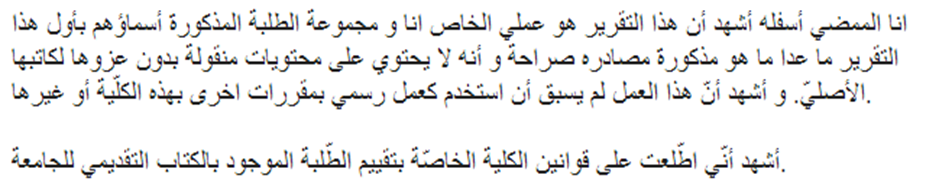 انا الممضي أسفله أشهد أن هذا التقرير هو عملي الخاص انا و مجموعة الطلبة المذكورة أسماؤهم بأول هذا
التقرير ما عدا ما هو مذكورة مصادره صراحة و أنه لا يحتوي على محتويات منقولة بدون عزوها لكاتبها
الأصليّ. و أشهد أنّ هذا العمل لم يسبق أن استخدم كعمل رسمي بمقررات اخرى بهذه الكلّية أو غيرها.
أشهد أنّي اطّلعت على قوانين الكلية الخاصّة بتقييم الطّلبة الموجود بالكتاب التقديمي للجامعة.